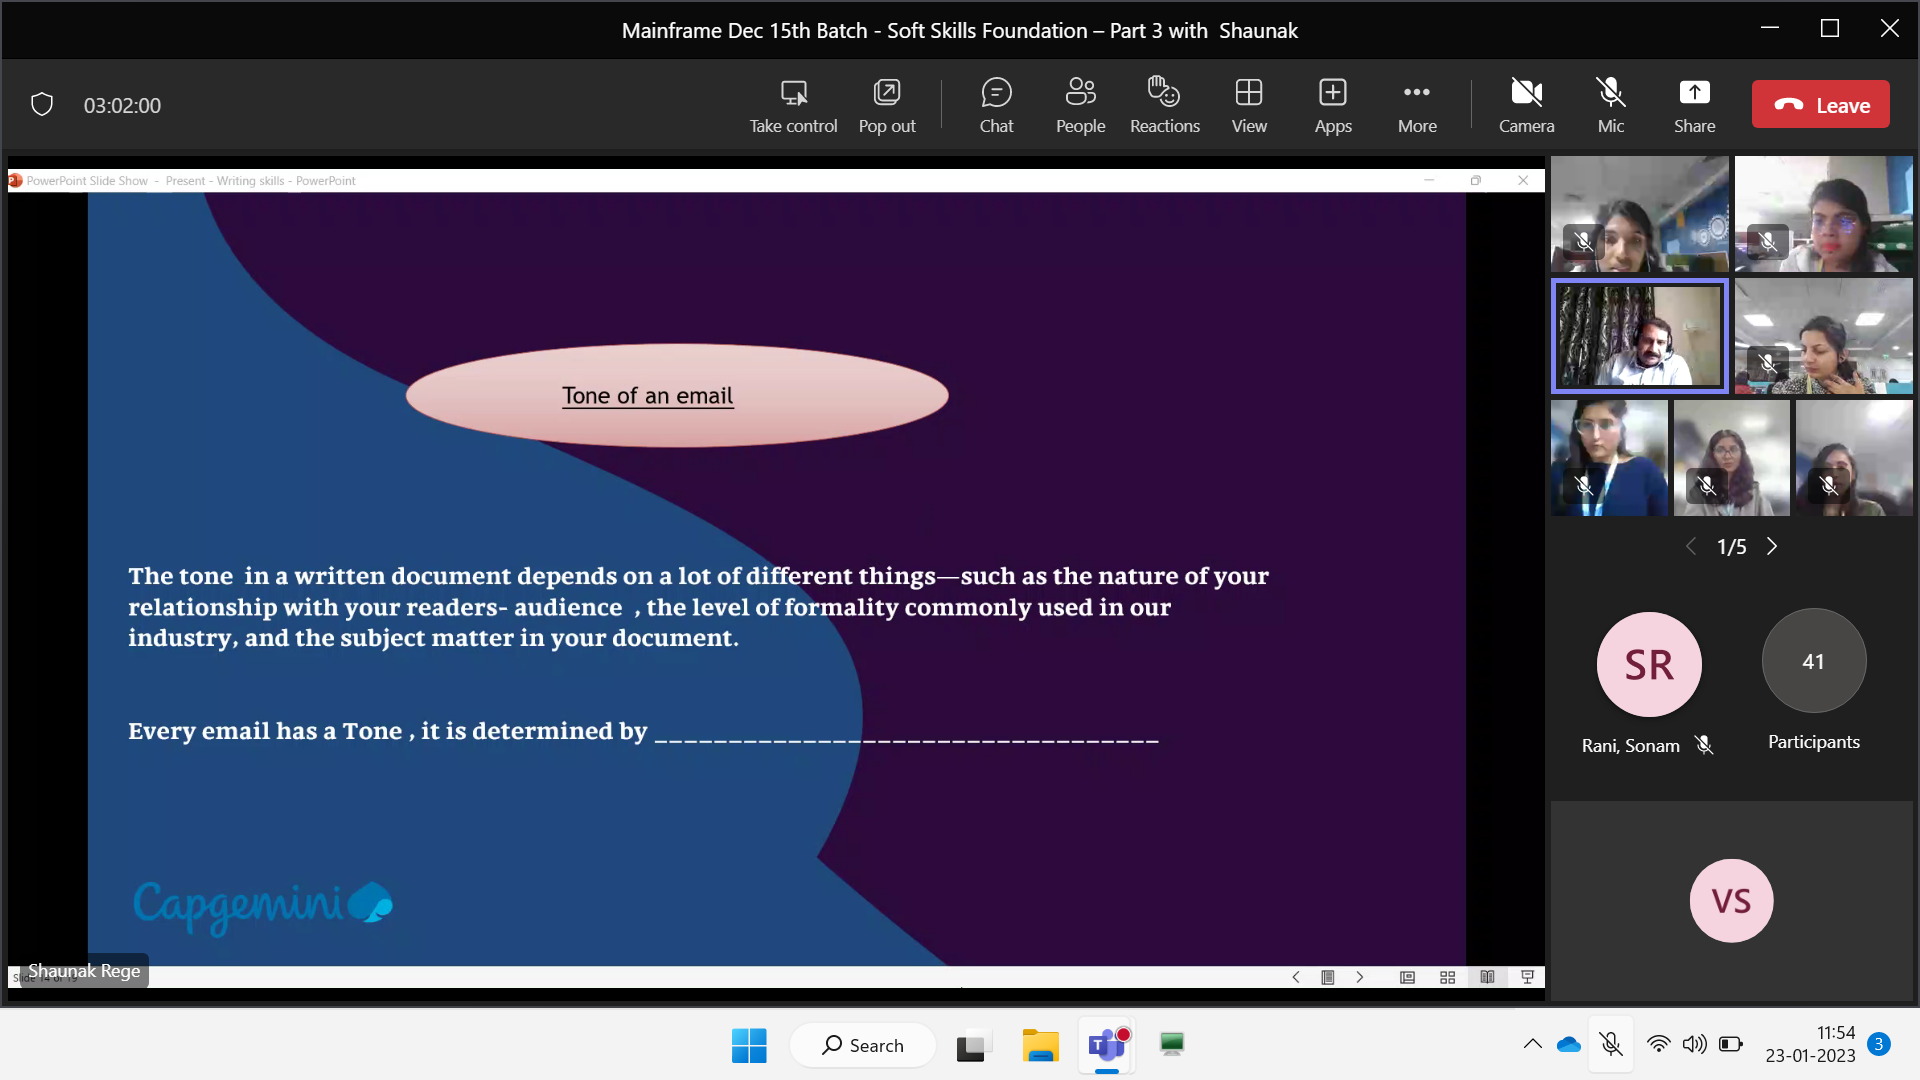 Mainframe Dec 15th Batch - Soft Skills Foundation – Part 3 with  Shaunak
03:02:00
Take control
Pop out
Chat
People
Reactions
View
Apps
More
Camera
Mic
Share
Leave
PowerPoint Slide Show  -  Present - Writing skills - PowerPoint
Tone of an email
The tone  in a written document depends on a lot of different things—such as the nature of your
relationship with your readers- audience  , the level of formality commonly used in our
industry, and the subject matter in your document.
Every email has a Tone , it is determined by __________________________________
Capgemini
Shaunak Rege
Slide 14 of 19
1/5
SR
41
Rani, Sonam
Participants
VS
Search
11:54
23-01-2023
3